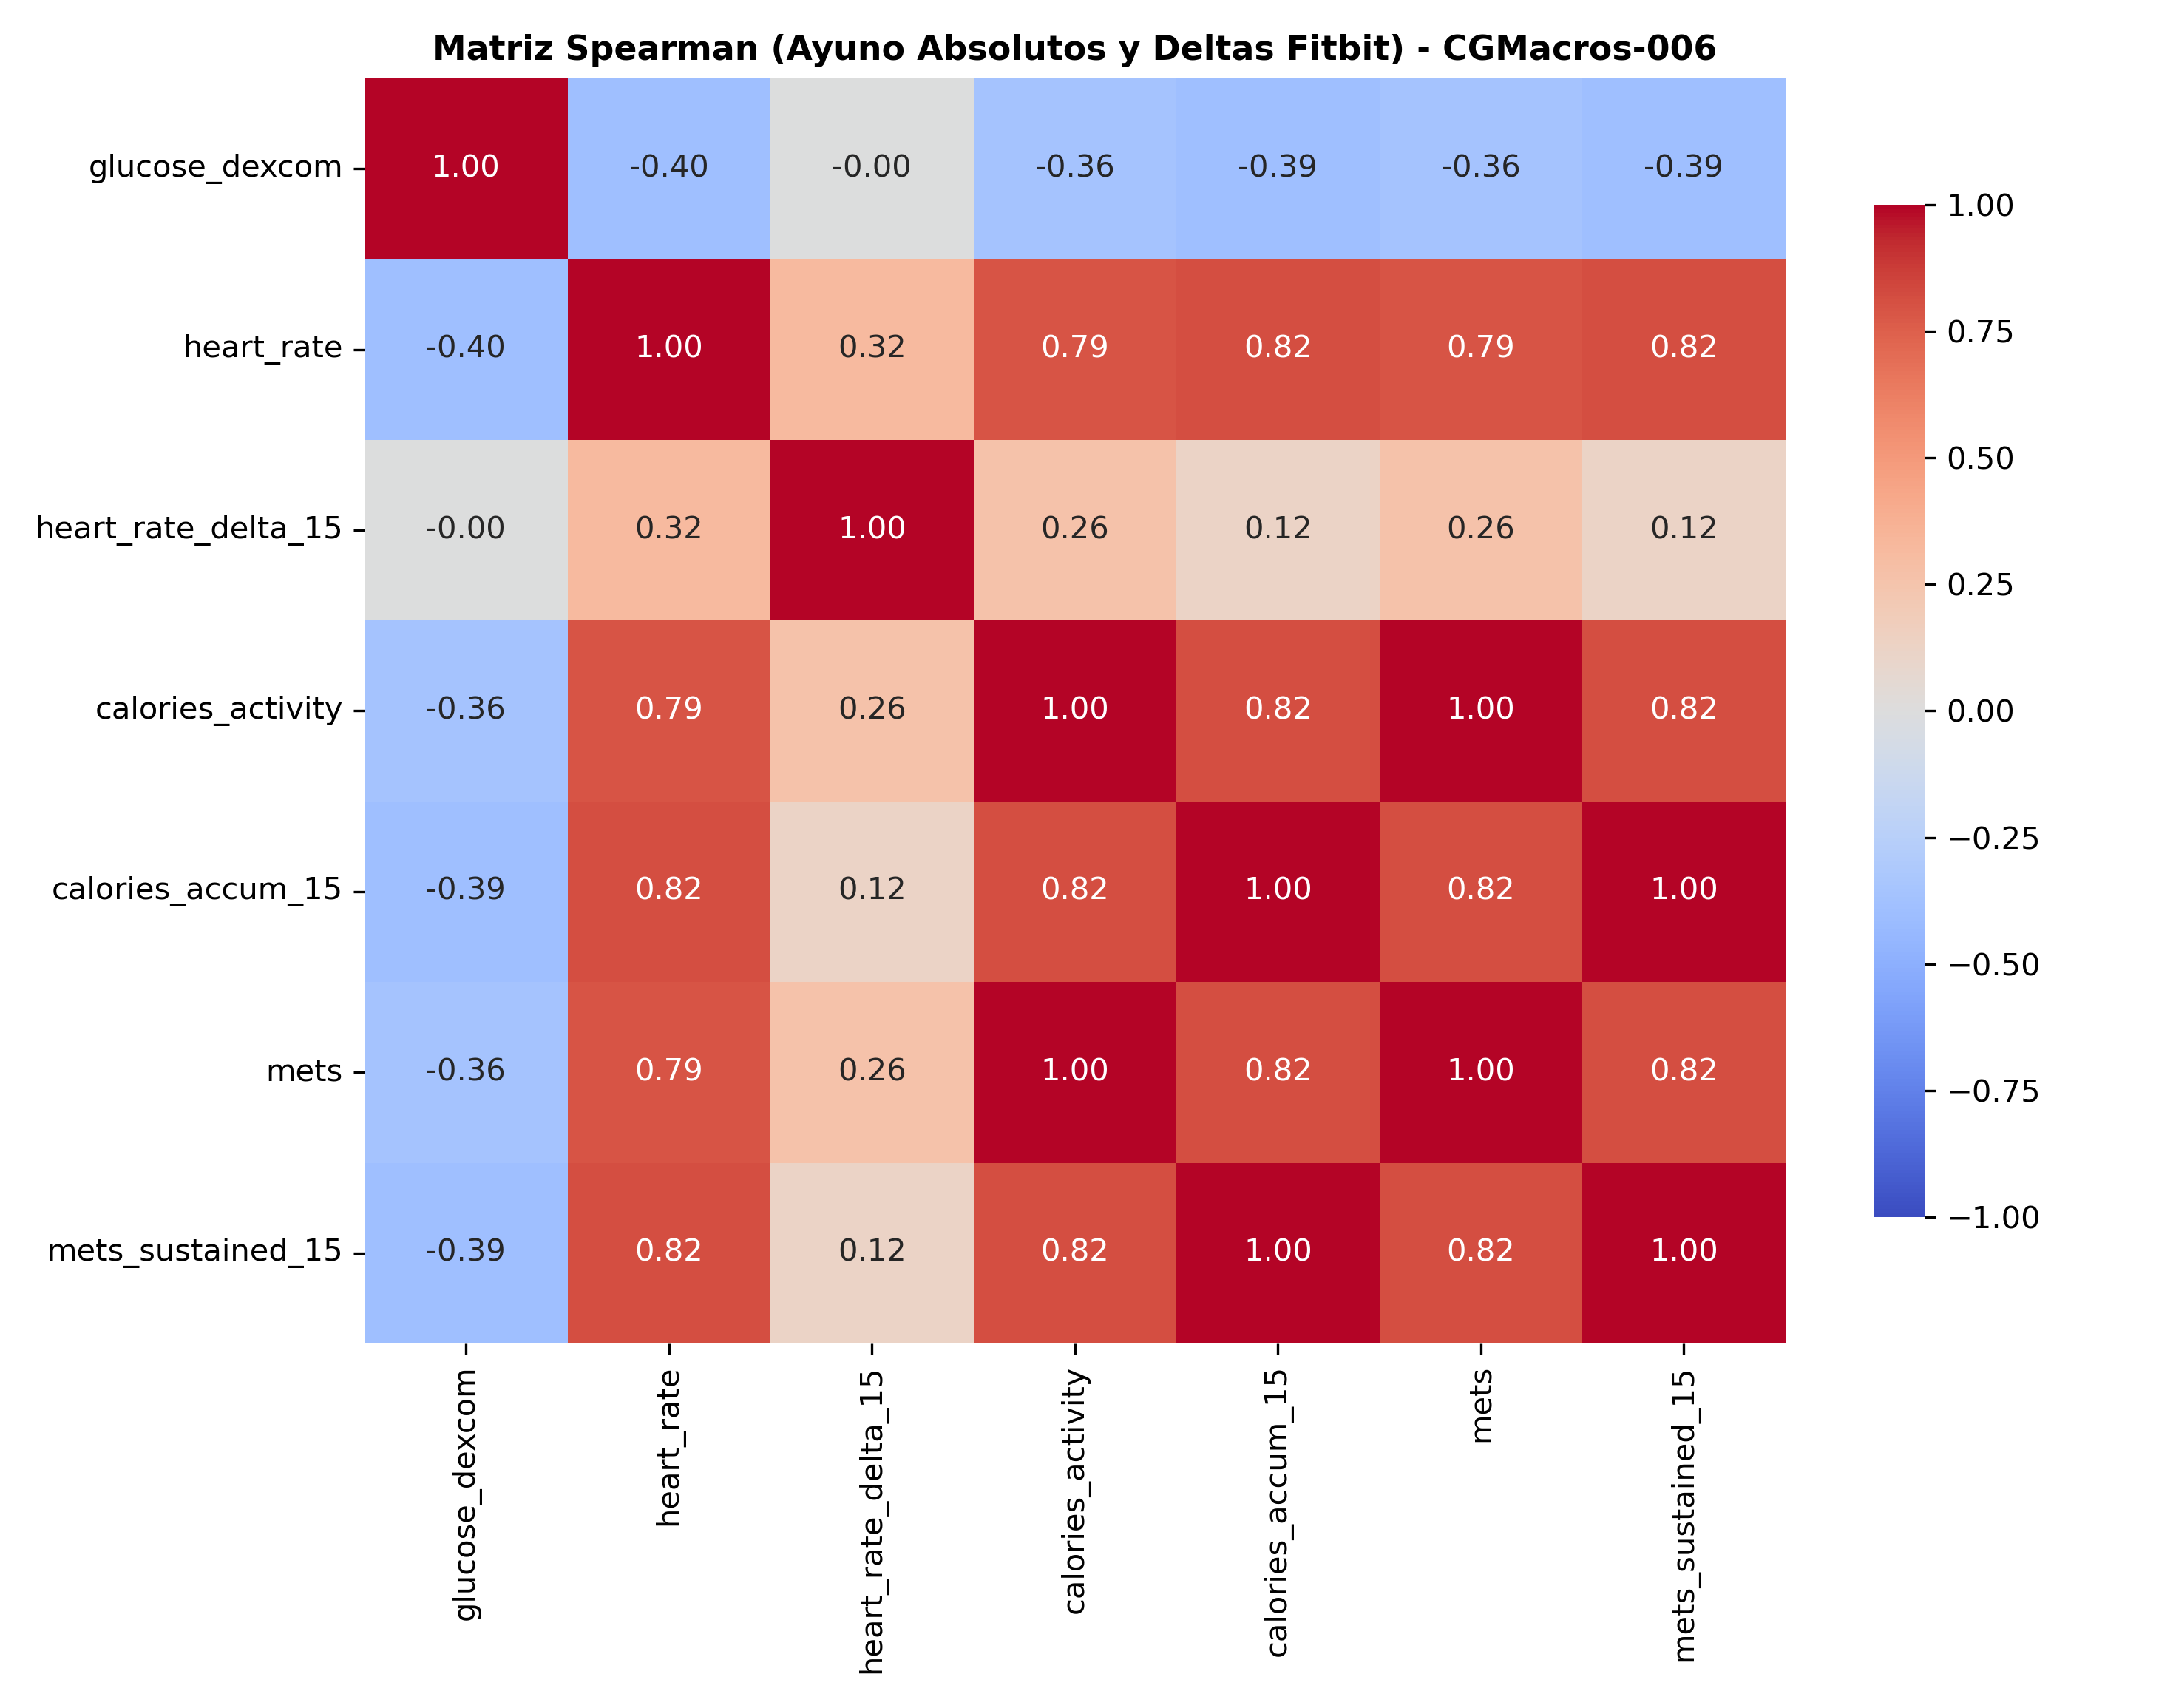 Matriz Spearman (Ayuno Absolutos y Deltas Fitbit) - CGMacros-006
glucose_dexcom 1.00 -0.40 -0.00 -0.36 -0.39 -0.36 -0.39
heart_rate -0.40 1.00 0.32 0.79 0.82 0.79 0.82
heart_rate_delta_15 -0.00 0.32 1.00 0.26 0.12 0.26 0.12
calories_activity -0.36 0.79 0.26 1.00 0.82 1.00 0.82
calories_accum_15 -0.39 0.82 0.12 0.82 1.00 0.82 1.00
mets -0.36 0.79 0.26 1.00 0.82 1.00 0.82
mets_sustained_15 -0.39 0.82 0.12 0.82 1.00 0.82 1.00
glucose_dexcom
heart_rate
heart_rate_delta_15
calories_activity
calories_accum_15
mets
mets_sustained_15
1.00
0.75
0.50
0.25
0.00
−0.25
−0.50
−0.75
−1.00